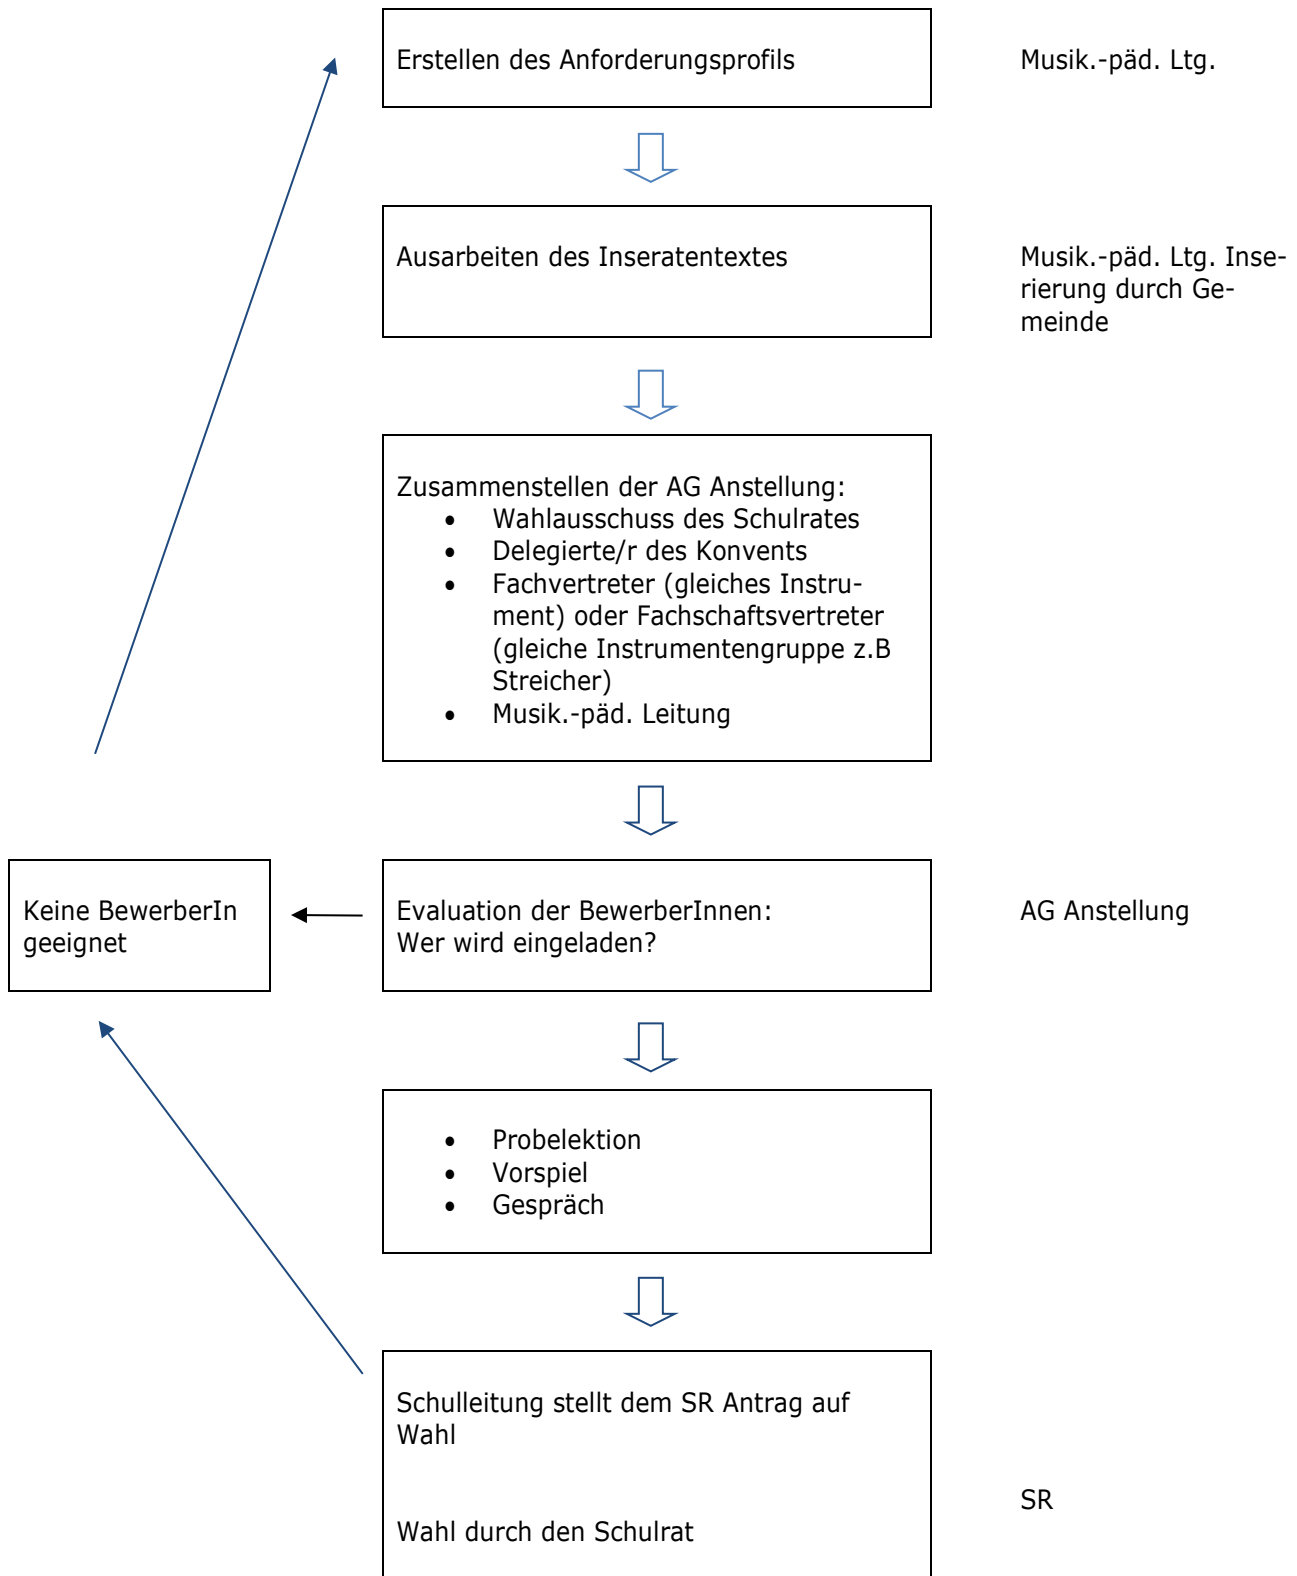 Erstellen des Anforderungsprofils
Musik.-päd. Ltg.
Ausarbeiten des Inseratentextes
Musik.-päd. Ltg. Inse-
rierung durch Ge-
meinde
Zusammenstellen der AG Anstellung:
• Wahlausschuss des Schulrates
• Delegierte/r des Konvents
• Fachvertreter (gleiches Instru-
ment) oder Fachschaftsvertreter
(gleiche Instrumentengruppe z.B
Streicher)
• Musik.-päd. Leitung
Keine BewerberIn
geeignet
Evaluation der BewerberInnen:
Wer wird eingeladen?
AG Anstellung
• Probelektion
• Vorspiel
• Gespräch
Schulleitung stellt dem SR Antrag auf
Wahl
SR
Wahl durch den Schulrat